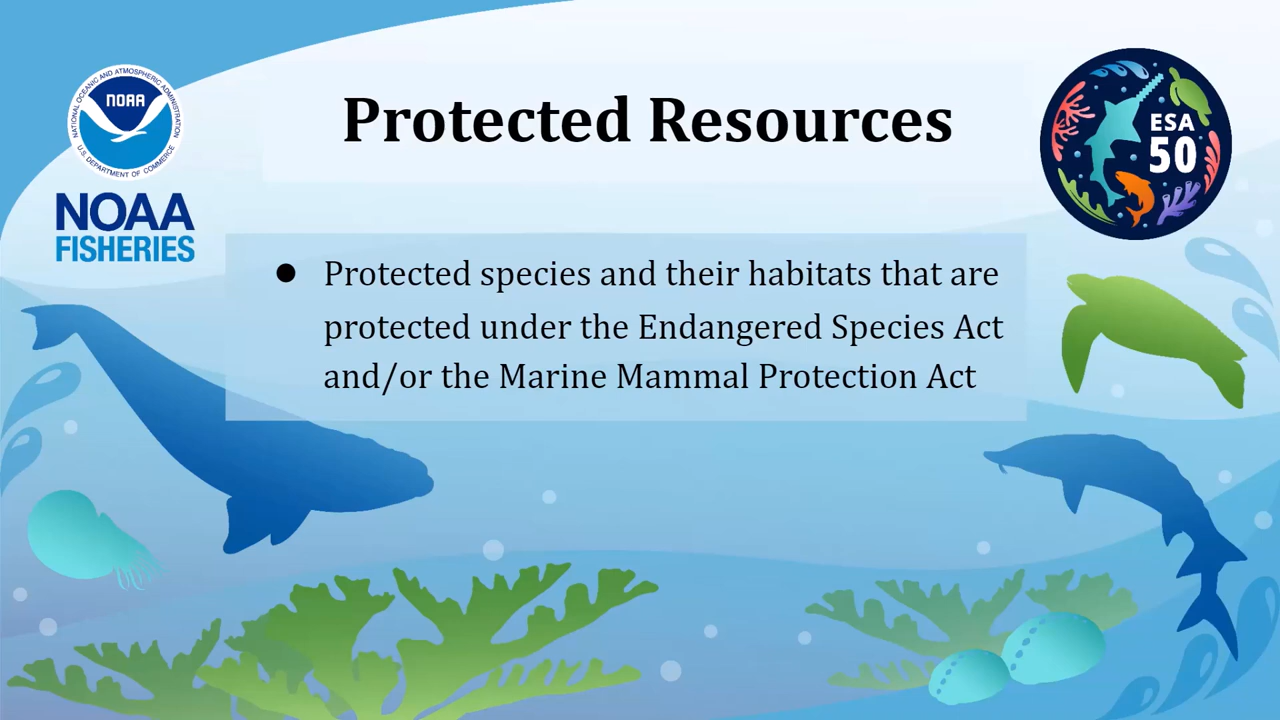 NATIONAL OCEANIC AND ATMOSPHERIC ADMINISTRATION
NOAA
U.S. DEPARTMENT OF COMMERCE
NOAA
FISHERIES
Protected Resources
ESA
50
● Protected species and their habitats that are
protected under the Endangered Species Act
and/or the Marine Mammal Protection Act